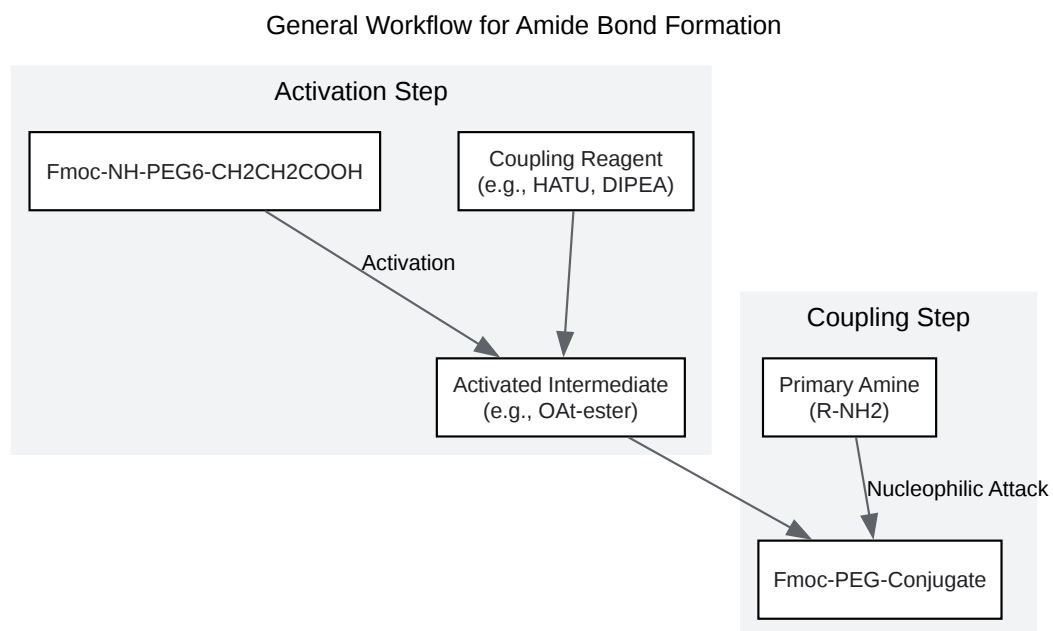 General Workflow for Amide Bond Formation
Activation Step
Fmoc-NH-PEG6-CH2CH2COOH
Coupling Reagent
(e.g., HATU, DIPEA)
Activation
Activated Intermediate
(e.g., OAt-ester)
Coupling Step
Primary Amine
(R-NH2)
Nucleophilic Attack
Fmoc-PEG-Conjugate